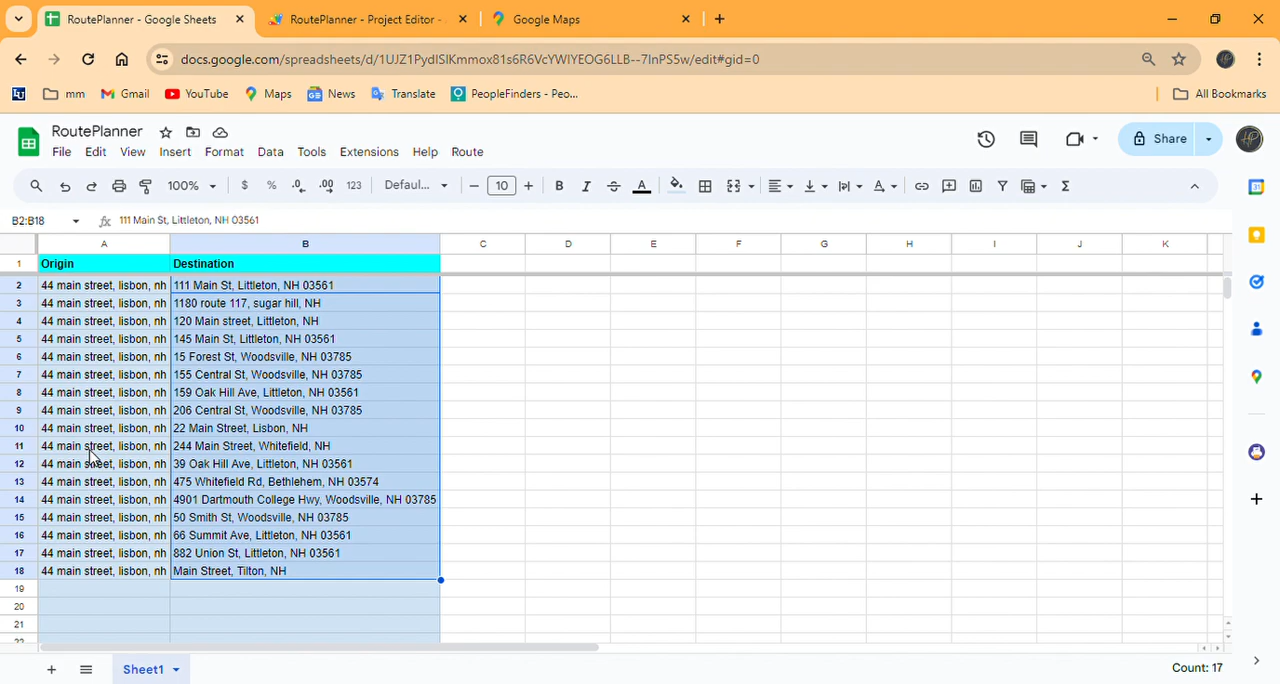 RoutePlanner - Google Sheets
RoutePlanner - Project Editor -
Google Maps
docs.google.com/spreadsheets/d/1UJZ1PydISlKmmox81s6R6VcYWlYEOG6LLB--7InPS5w/edit#gid=0
mm Gmail YouTube Maps News Translate PeopleFinders - Peo... All Bookmarks
RoutePlanner
Share
File Edit View Insert Format Data Tools Extensions Help Route
100% $ % .0 .00 123 Defaul... 10 B I A
B2:B18 fx 111 Main St, Littleton, NH 03561
A B C D E F G H I J K
1 Origin Destination
2 44 main street, lisbon, nh 111 Main St, Littleton, NH 03561
3 44 main street, lisbon, nh 1180 route 117, sugar hill, NH
4 44 main street, lisbon, nh 120 Main street, Littleton, NH
5 44 main street, lisbon, nh 145 Main St, Littleton, NH 03561
6 44 main street, lisbon, nh 15 Forest St, Woodsville, NH 03785
7 44 main street, lisbon, nh 155 Central St, Woodsville, NH 03785
8 44 main street, lisbon, nh 159 Oak Hill Ave, Littleton, NH 03561
9 44 main street, lisbon, nh 206 Central St, Woodsville, NH 03785
10 44 main street, lisbon, nh 22 Main Street, Lisbon, NH
11 44 main street, lisbon, nh 244 Main Street, Whitefield, NH
12 44 main street, lisbon, nh 39 Oak Hill Ave, Littleton, NH 03561
13 44 main street, lisbon, nh 475 Whitefield Rd, Bethlehem, NH 03574
14 44 main street, lisbon, nh 4901 Dartmouth College Hwy, Woodsville, NH 03785
15 44 main street, lisbon, nh 50 Smith St, Woodsville, NH 03785
16 44 main street, lisbon, nh 66 Summit Ave, Littleton, NH 03561
17 44 main street, lisbon, nh 882 Union St, Littleton, NH 03561
18 44 main street, lisbon, nh Main Street, Tilton, NH
19
20
21
22
Sheet1
Count: 17